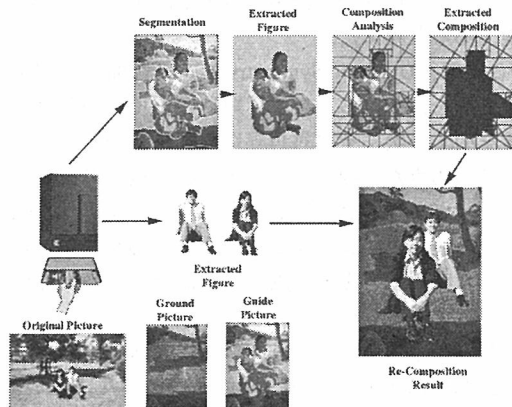 Segmentation
Extracted
Figure
Composition
Analysis
Extracted
Composition
Extracted
Figure
Original Picture
Ground
Picture
Guide
Picture
Re-Composition
Result